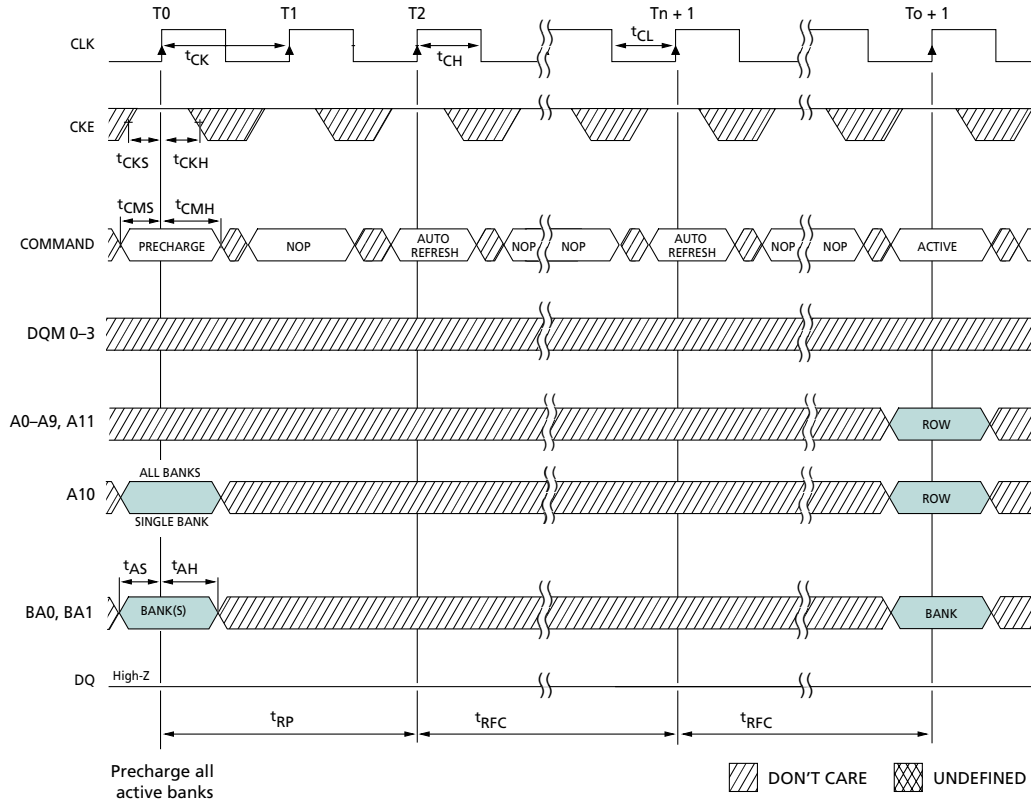 T0 T1 T2 Tn + 1 To + 1
CLK
tCK tCH tCL
CKE
tCKS tCKH
tCMS tCMH
COMMAND PRECHARGE NOP AUTO REFRESH NOP NOP AUTO REFRESH NOP NOP ACTIVE
DQM 0–3
A0–A9, A11 ROW
ALL BANKS
A10 ROW
SINGLE BANK
tAS tAH
BA0, BA1 BANK(S) BANK
DQ High-Z
tRP tRFC tRFC
Precharge all
active banks
DON'T CARE UNDEFINED